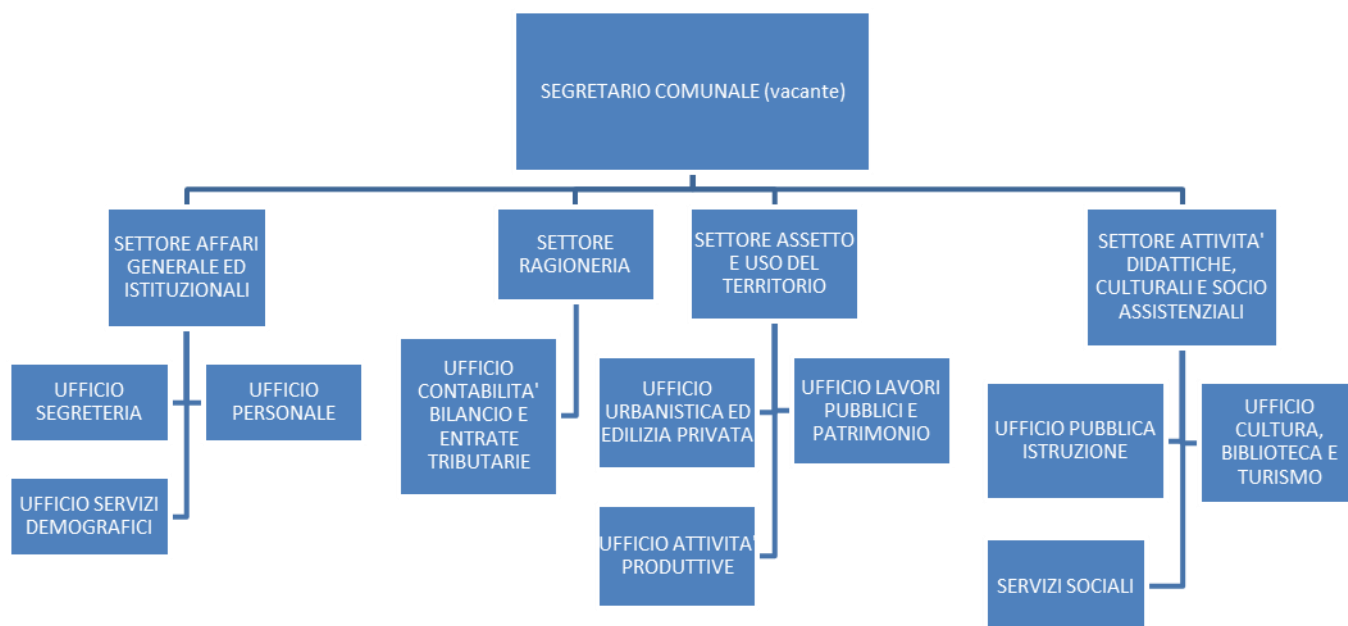 SEGRETARIO COMUNALE (vacante)
SETTORE AFFARI
GENERALE ED
ISTITUZIONALI
SETTORE
RAGIONERIA
SETTORE ASSETTO
E USO DEL
TERRITORIO
SETTORE ATTIVITA'
DIDATTICHE,
CULTURALI E SOCIO
ASSISTENZIALI
UFFICIO
SEGRETERIA
UFFICIO
PERSONALE
UFFICIO SERVIZI
DEMOGRAFICI
UFFICIO
CONTABILITA'
BILANCIO E
ENTRATE
TRIBUTARIE
UFFICIO
URBANISTICA ED
EDILIZIA PRIVATA
UFFICIO LAVORI
PUBBLICI E
PATRIMONIO
UFFICIO ATTIVITA'
PRODUTTIVE
UFFICIO PUBBLICA
ISTRUZIONE
UFFICIO
CULTURA,
BIBLIOTECA E
TURISMO
SERVIZI SOCIALI